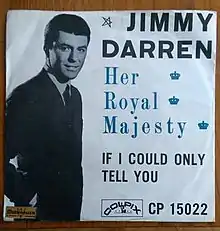 JIMMY
DARREN
Her
Royal
Majesty
IF I COULD ONLY
TELL YOU
COLPIX
CP 15022